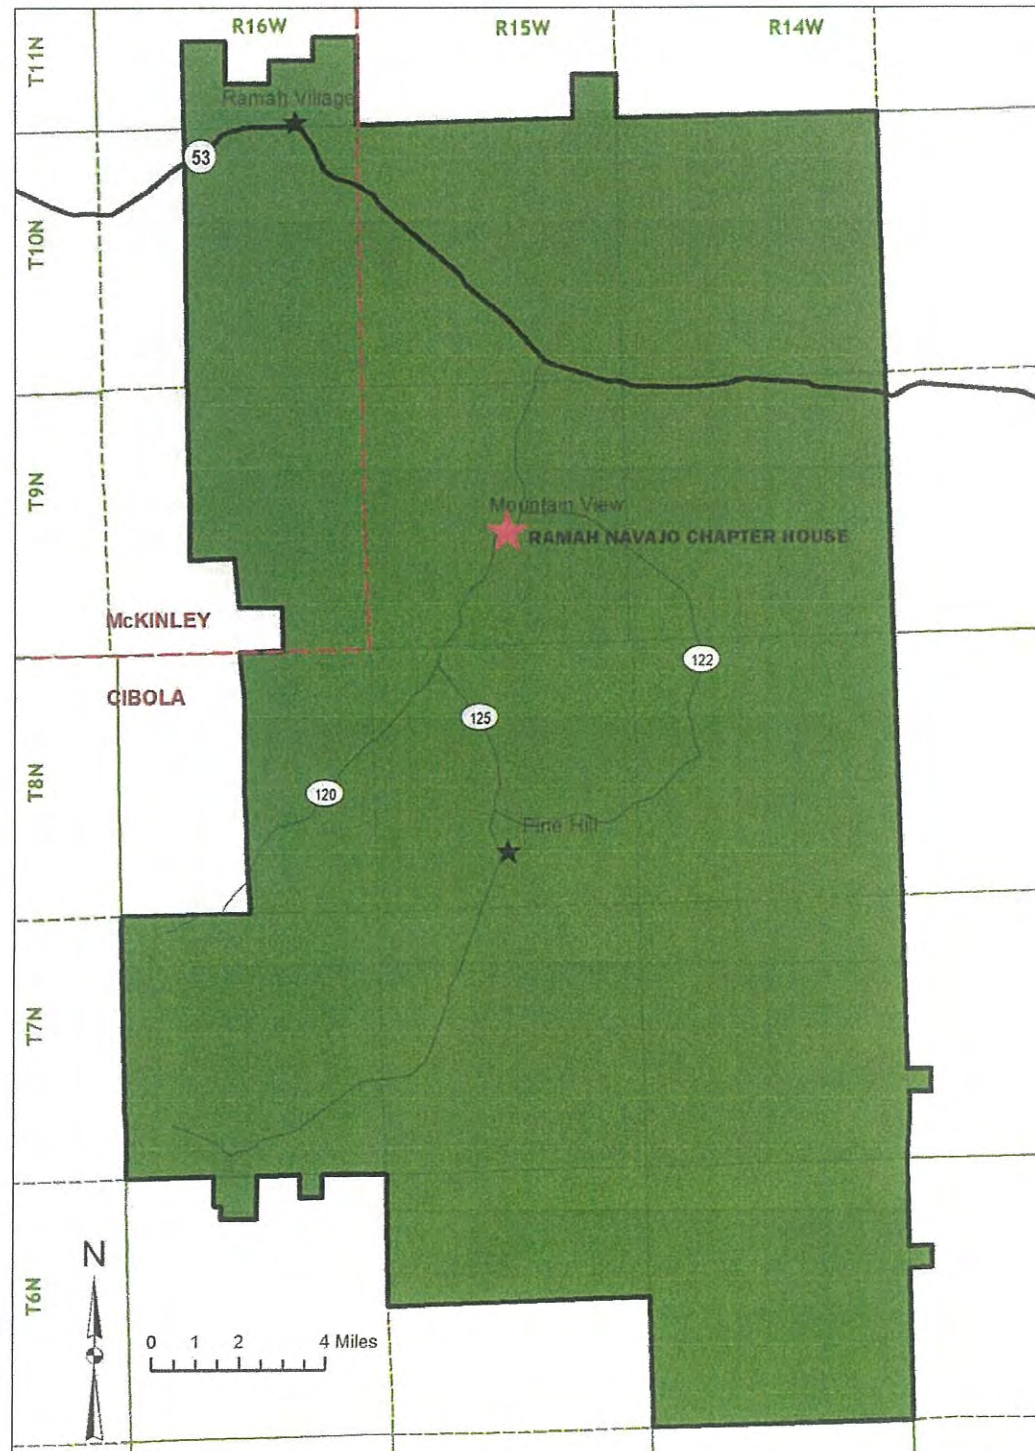 R16W R15W R14W
T11N
Ramah Village
53
T10N
T9N
Mountain View
RAMAH NAVAJO CHAPTER HOUSE
McKINLEY
122
CIBOLA
125
T8N
120
Pine Hill
T7N
N
T6N
0 1 2 4 Miles